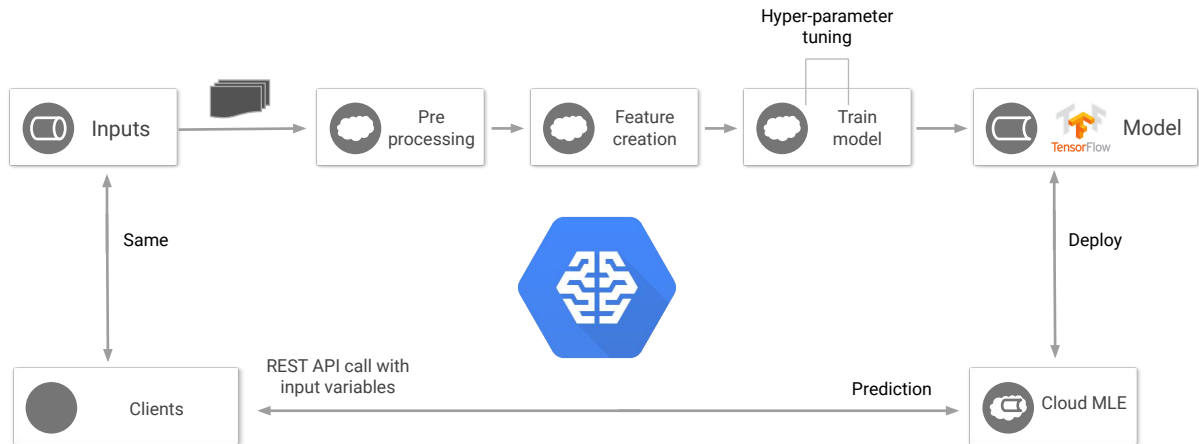 Hyper-parameter
tuning
Inputs
Pre
processing
Feature
creation
Train
model
TensorFlow
Model
Same
Deploy
REST API call with
input variables
Prediction
Clients
Cloud MLE